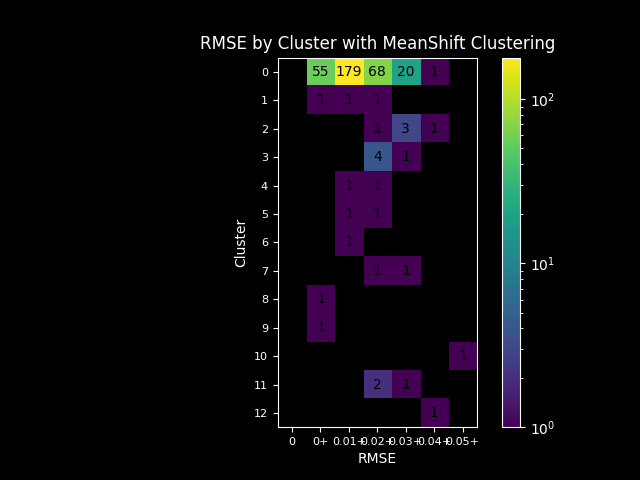 RMSE by Cluster with MeanShift Clustering
0 55 179 68 20 1
1 1 1 1
2 1 3 1
3 4 1
4 1 1
5 1 1
6 1
7 1 1
8 1
9 1
10 1
11 2 1
12 1
0 0+ 0.01+ 0.02+ 0.03+ 0.04+ 0.05+
RMSE
Cluster
10²
10¹
10⁰